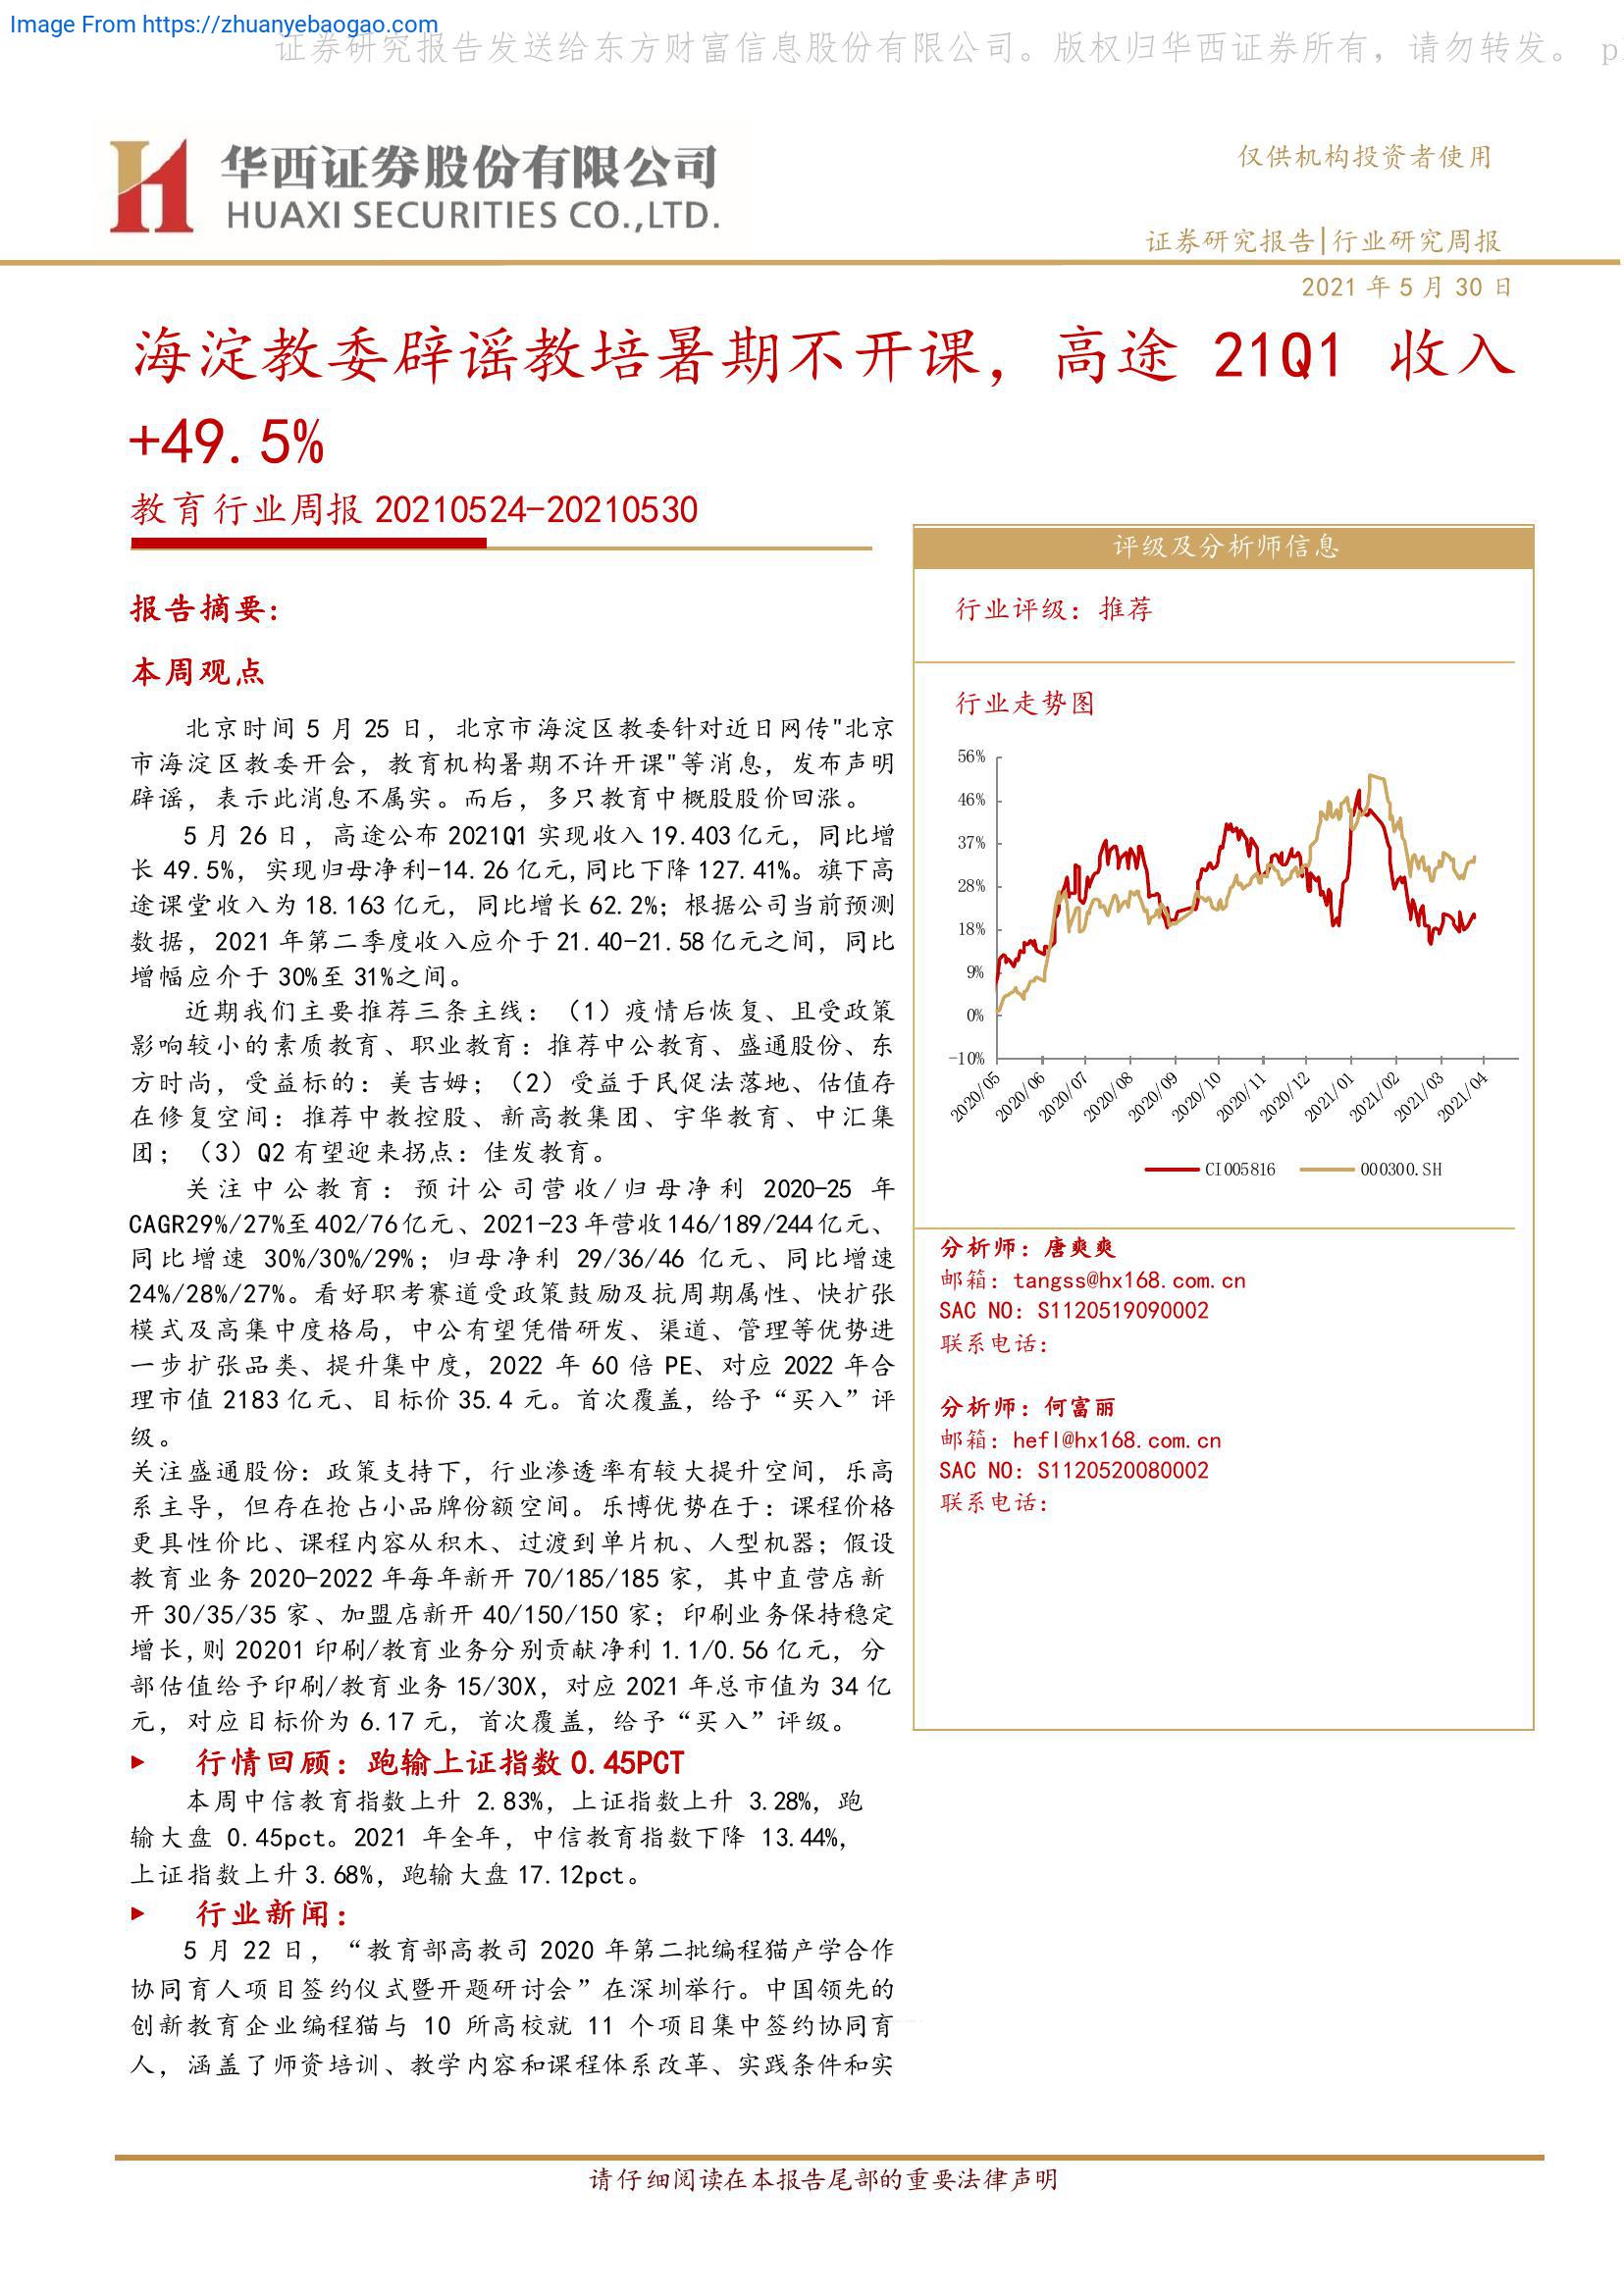 Image From https://zhuanyebaogao.com
证券研究报告发送给东方财富信息股份有限公司。版权归华西证券所有，请勿转发。 p
华西证券股份有限公司
HUAXI SECURITIES CO.,LTD.
仅供机构投资者使用
证券研究报告|行业研究周报
2021 年 5 月 30 日
海淀教委辟谣教培暑期不开课，高途 21Q1 收入
+49.5%
教育行业周报 20210524-20210530
报告摘要:
本周观点
北京时间 5 月 25 日，北京市海淀区教委针对近日网传"北京
市海淀区教委开会，教育机构暑期不许开课"等消息，发布声明
辟谣，表示此消息不属实。而后，多只教育中概股股价回涨。
5 月 26 日，高途公布 2021Q1 实现收入 19.403 亿元，同比增
长 49.5%，实现归母净利-14.26 亿元,同比下降 127.41%。旗下高
途课堂收入为 18.163 亿元，同比增长 62.2%；根据公司当前预测
数据，2021 年第二季度收入应介于 21.40-21.58 亿元之间，同比
增幅应介于 30%至 31%之间。
近期我们主要推荐三条主线：（1）疫情后恢复、且受政策
影响较小的素质教育、职业教育：推荐中公教育、盛通股份、东
方时尚，受益标的：美吉姆；（2）受益于民促法落地、估值存
在修复空间：推荐中教控股、新高教集团、宇华教育、中汇集
团；（3）Q2 有望迎来拐点：佳发教育。
关注中公教育：预计公司营收/归母净利 2020-25 年
CAGR29%/27%至 402/76 亿元、2021-23 年营收 146/189/244 亿元、
同比增速 30%/30%/29%；归母净利 29/36/46 亿元、同比增速
24%/28%/27%。看好职考赛道受政策鼓励及抗周期属性、快扩张
模式及高集中度格局，中公有望凭借研发、渠道、管理等优势进
一步扩张品类、提升集中度，2022 年 60 倍 PE、对应 2022 年合
理市值 2183 亿元、目标价 35.4 元。首次覆盖，给予“买入”评
级。
关注盛通股份：政策支持下，行业渗透率有较大提升空间，乐高
系主导，但存在抢占小品牌份额空间。乐博优势在于：课程价格
更具性价比、课程内容从积木、过渡到单片机、人型机器；假设
教育业务 2020-2022 年每年新开 70/185/185 家，其中直营店新
开 30/35/35 家、加盟店新开 40/150/150 家；印刷业务保持稳定
增长,则 20201 印刷/教育业务分别贡献净利 1.1/0.56 亿元，分
部估值给予印刷/教育业务 15/30X，对应 2021 年总市值为 34 亿
元，对应目标价为 6.17 元，首次覆盖，给予“买入”评级。
行情回顾：跑输上证指数 0.45PCT
本周中信教育指数上升 2.83%，上证指数上升 3.28%，跑
输大盘 0.45pct。2021 年全年，中信教育指数下降 13.44%，
上证指数上升 3.68%，跑输大盘 17.12pct。
行业新闻：
5 月 22 日，“教育部高教司 2020 年第二批编程猫产学合作
协同育人项目签约仪式暨开题研讨会”在深圳举行。中国领先的
创新教育企业编程猫与 10 所高校就 11 个项目集中签约协同育
人，涵盖了师资培训、教学内容和课程体系改革、实践条件和实
评级及分析师信息
行业评级：推荐
行业走势图
56%
46%
37%
28%
18%
9%
0%
-10%
2020/05
2020/06
2020/07
2020/08
2020/09
2020/10
2020/11
2020/12
2021/01
2021/02
2021/03
2021/04
CI005816
000300.SH
分析师：唐爽爽
邮箱：tangss@hx168.com.cn
SAC NO：S1120519090002
联系电话：
分析师：何富丽
邮箱：hefl@hx168.com.cn
SAC NO：S1120520080002
联系电话：
请仔细阅读在本报告尾部的重要法律声明